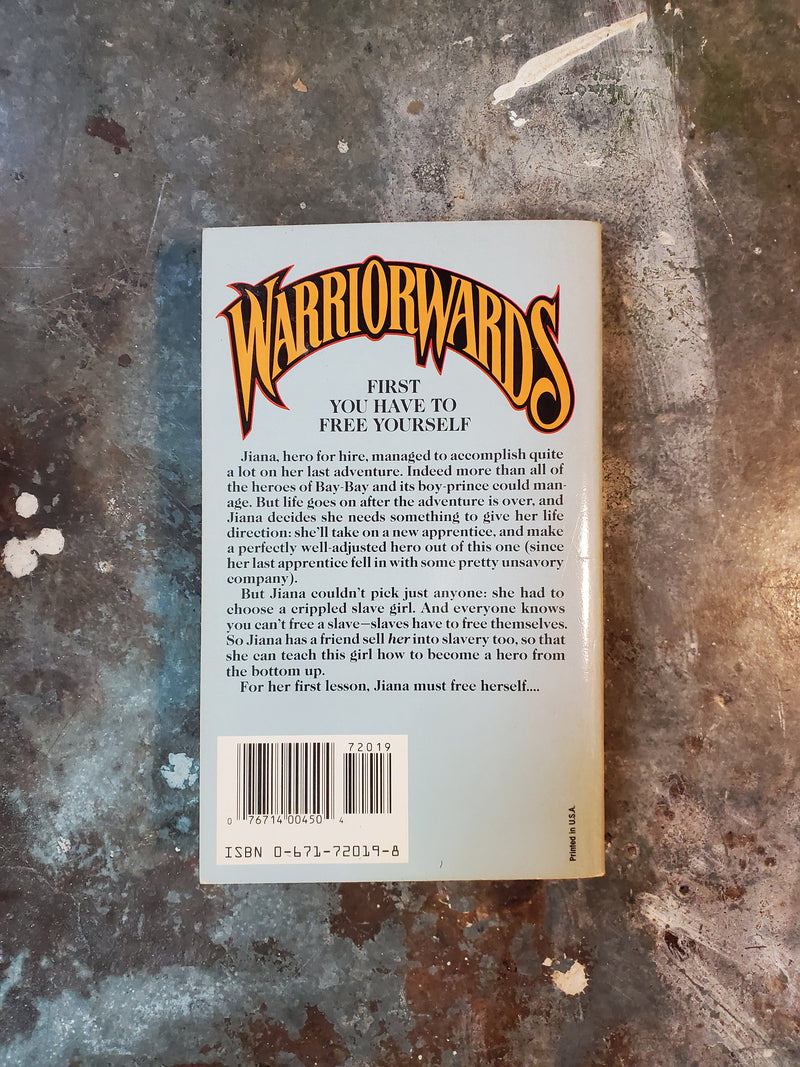 WARRIORWARDS
FIRST
YOU HAVE TO
FREE YOURSELF
Jiana, hero for hire, managed to accomplish quite
a lot on her last adventure. Indeed more than all of
the heroes of Bay-Bay and its boy-prince could man-
age. But life goes on after the adventure is over, and
Jiana decides she needs something to give her life
direction: she'll take on a new apprentice, and make
a perfectly well-adjusted hero out of this one (since
her last apprentice fell in with some pretty unsavory
company).
But Jiana couldn't pick just anyone: she had to
choose a crippled slave girl. And everyone knows
you can't free a slave—slaves have to free themselves.
So Jiana has a friend sell her into slavery too, so that
she can teach this girl how to become a hero from
the bottom up.
For her first lesson, Jiana must free herself....
72019
0 76714 00450 4
ISBN 0-671-72019-8
Printed in U.S.A.